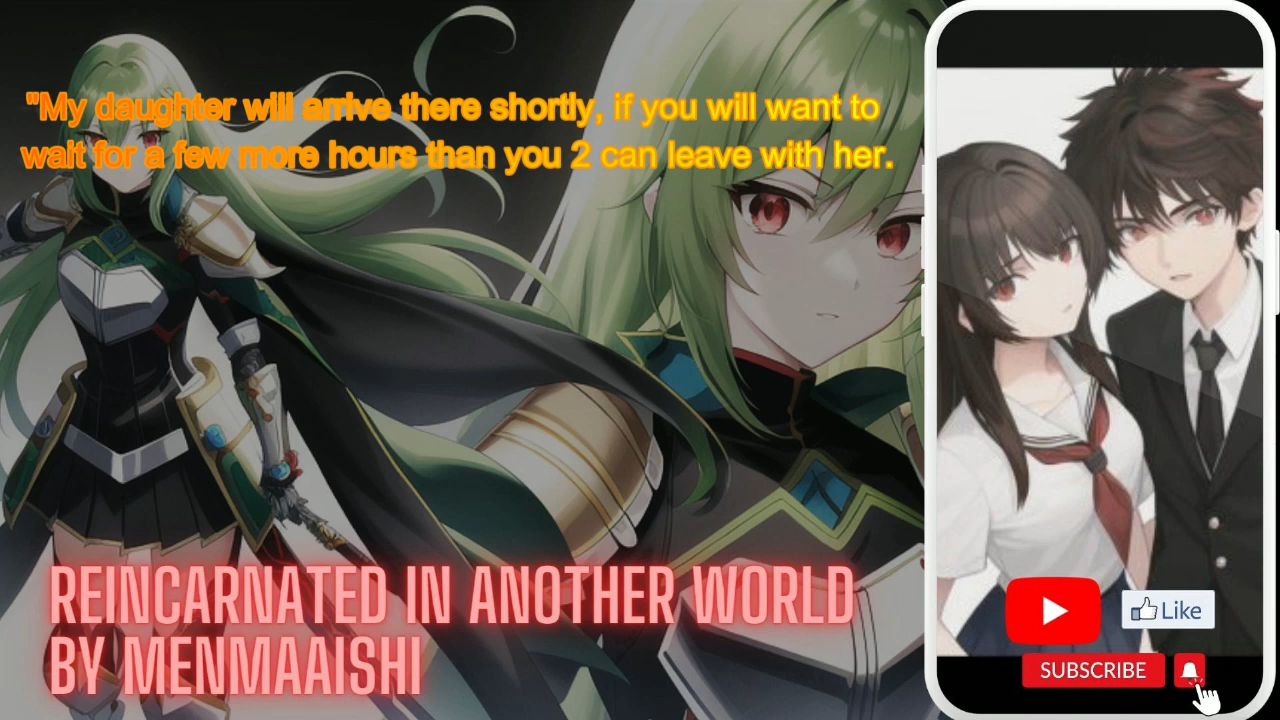 "My daughter will arrive there shortly, if you will want to
wait for a few more hours than you 2 can leave with her.
REINCARNATED IN ANOTHER WORLD
BY MENMAAISHI
Like
SUBSCRIBE